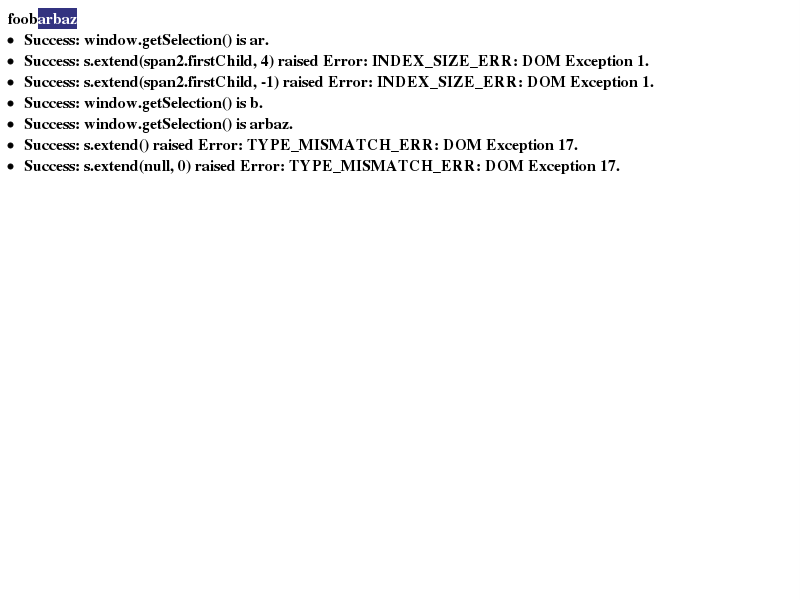 foobarbaz
• Success: window.getSelection() is ar.
• Success: s.extend(span2.firstChild, 4) raised Error: INDEX_SIZE_ERR: DOM Exception 1.
• Success: s.extend(span2.firstChild, -1) raised Error: INDEX_SIZE_ERR: DOM Exception 1.
• Success: window.getSelection() is b.
• Success: window.getSelection() is arbaz.
• Success: s.extend() raised Error: TYPE_MISMATCH_ERR: DOM Exception 17.
• Success: s.extend(null, 0) raised Error: TYPE_MISMATCH_ERR: DOM Exception 17.